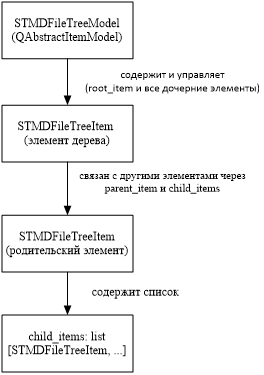 STMDFileTreeModel
(QAbstractItemModel)
содержит и управляет
(root_item и все дочерние элементы)
STMDFileTreeItem
(элемент дерева)
связан с другими элементами через
parent_item и child_items
STMDFileTreeItem
(родительский элемент)
содержит список
child_items: list
[STMDFileTreeItem, ...]